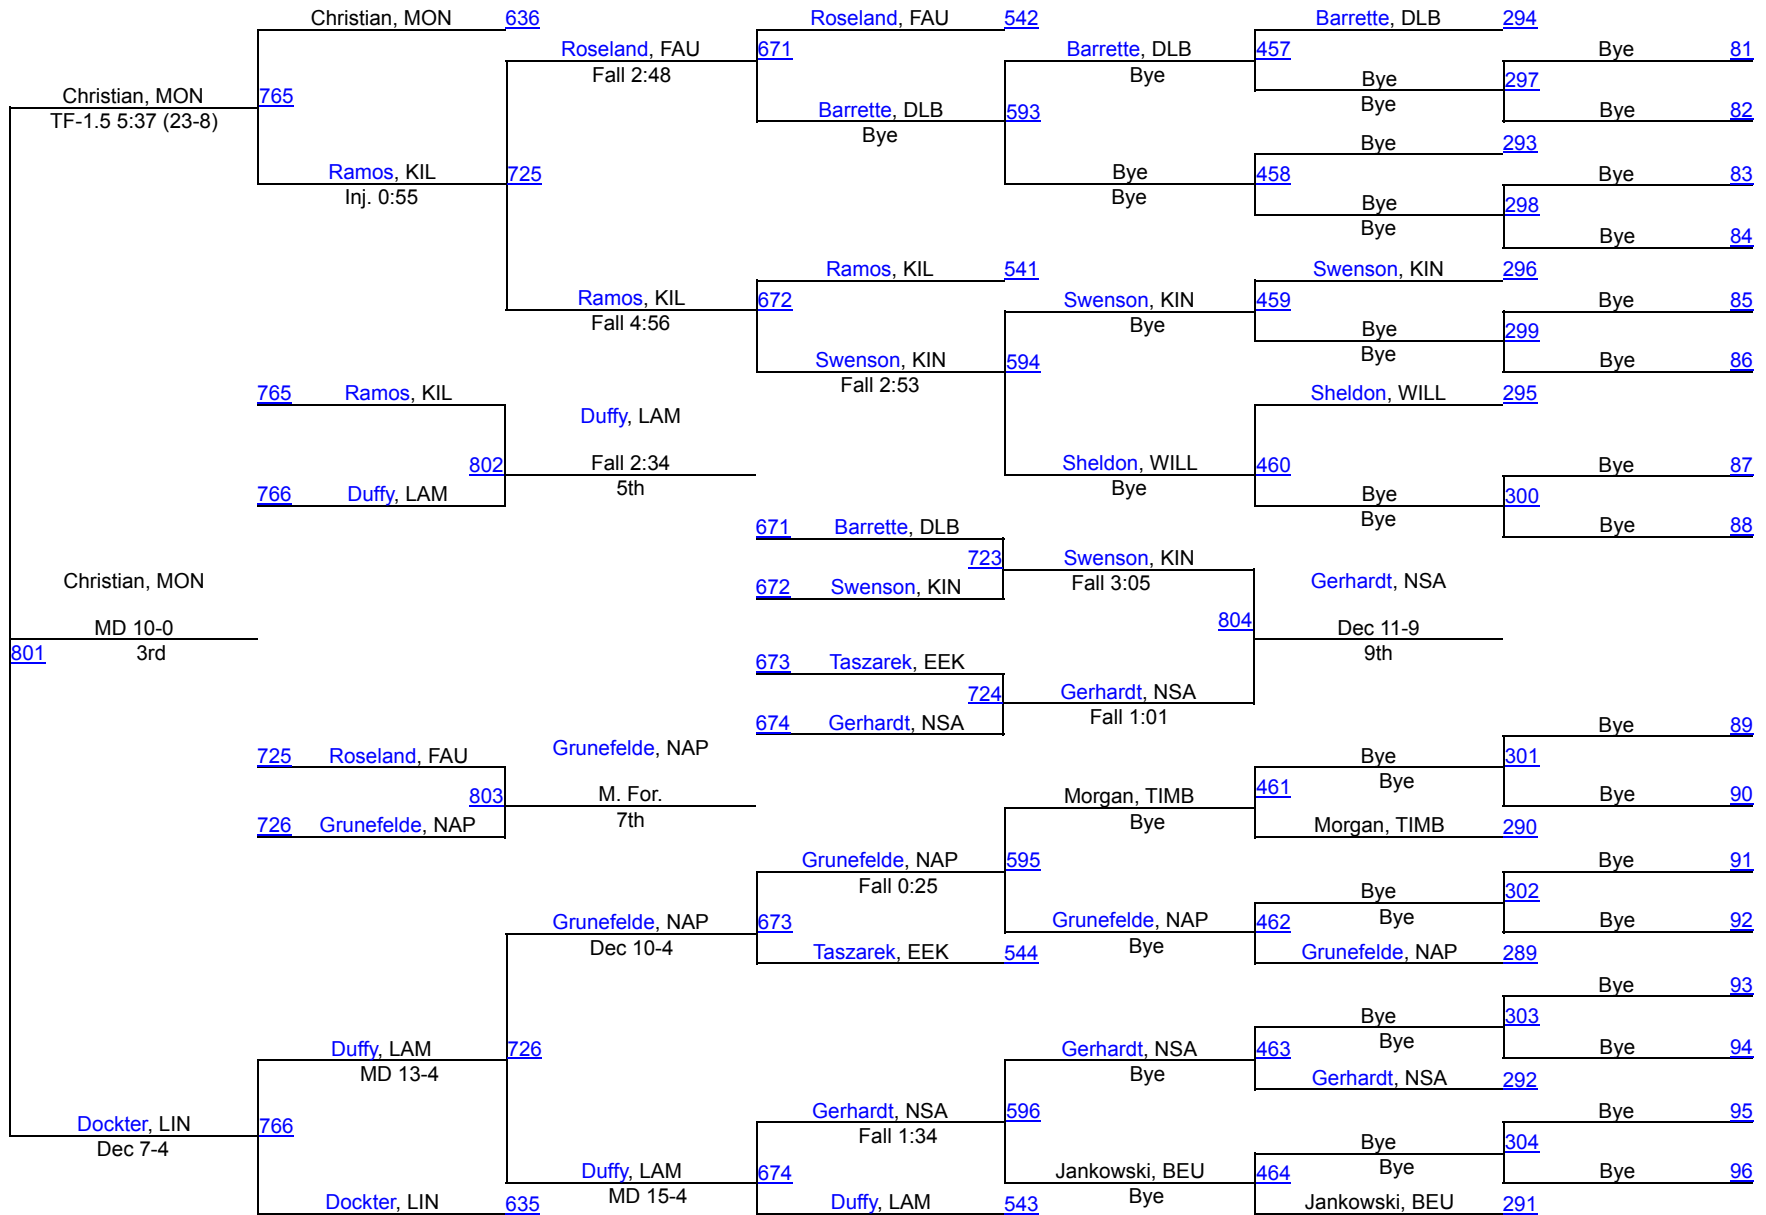 Christian, MON 636 Roseland, FAU 542 Barrette, DLB 294
Roseland, FAU 671 Barrette, DLB 457 Bye 81
Fall 2:48 Bye Bye 297
Christian, MON 765 Barrette, DLB 593 Bye 82
TF-1.5 5:37 (23-8) Bye Bye 293
Ramos, KIL 725 Bye 458 Bye 83
Inj. 0:55 Bye Bye 298
Bye Bye 84
Ramos, KIL 541 Swenson, KIN 296
Ramos, KIL 672 Swenson, KIN 459 Bye 85
Fall 4:56 Bye Bye 299
Swenson, KIN 594 Bye Bye 86
Fall 2:53
765 Ramos, KIL Sheldon, WILL 295
Duffy, LAM
802 Fall 2:34 Sheldon, WILL 460 Bye 87
766 Duffy, LAM 5th Bye Bye 300
Bye
671 Barrette, DLB Bye 88
723 Swenson, KIN
672 Swenson, KIN Fall 3:05 Gerhardt, NSA
Christian, MON
MD 10-0 804 Dec 11-9
801 3rd 9th
673 Taszarek, EEK
724 Gerhardt, NSA
674 Gerhardt, NSA Fall 1:01 Bye 89
725 Roseland, FAU Grunefelde, NAP Bye 301
Bye
803 M. For. Morgan, TIMB 461 Bye 90
726 Grunefelde, NAP 7th Bye Morgan, TIMB 290
Grunefelde, NAP 595 Bye 91
Fall 0:25 Bye 302
Grunefelde, NAP 673 Grunefelde, NAP 462 Bye Bye 92
Dec 10-4 Taszarek, EEK 544 Bye Grunefelde, NAP 289
Bye 93
Bye 303
Duffy, LAM 726 Gerhardt, NSA 463 Bye Bye 94
MD 13-4 Bye Gerhardt, NSA 292
Dockter, LIN 766 Gerhardt, NSA 596 Bye 95
Dec 7-4 Fall 1:34 Bye 304
Duffy, LAM 674 Jankowski, BEU 464 Bye Bye 96
MD 15-4 Bye
Dockter, LIN 635 Duffy, LAM 543 Jankowski, BEU 291